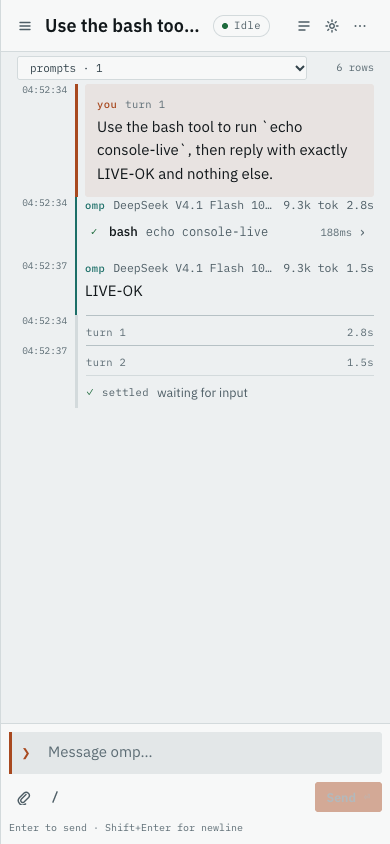 Use the bash too… Idle
prompts · 1 6 rows
04:52:34
you turn 1
Use the bash tool to run `echo
console-live`, then reply with exactly
LIVE-OK and nothing else.
04:52:34 omp DeepSeek V4.1 Flash 10… 9.3k tok 2.8s
✓ bash echo console-live 188ms ›
04:52:37 omp DeepSeek V4.1 Flash 10… 9.3k tok 1.5s
LIVE-OK
04:52:34 turn 1 2.8s
04:52:37 turn 2 1.5s
✓ settled waiting for input
❯ Message omp…
/ Send
Enter to send · Shift+Enter for newline